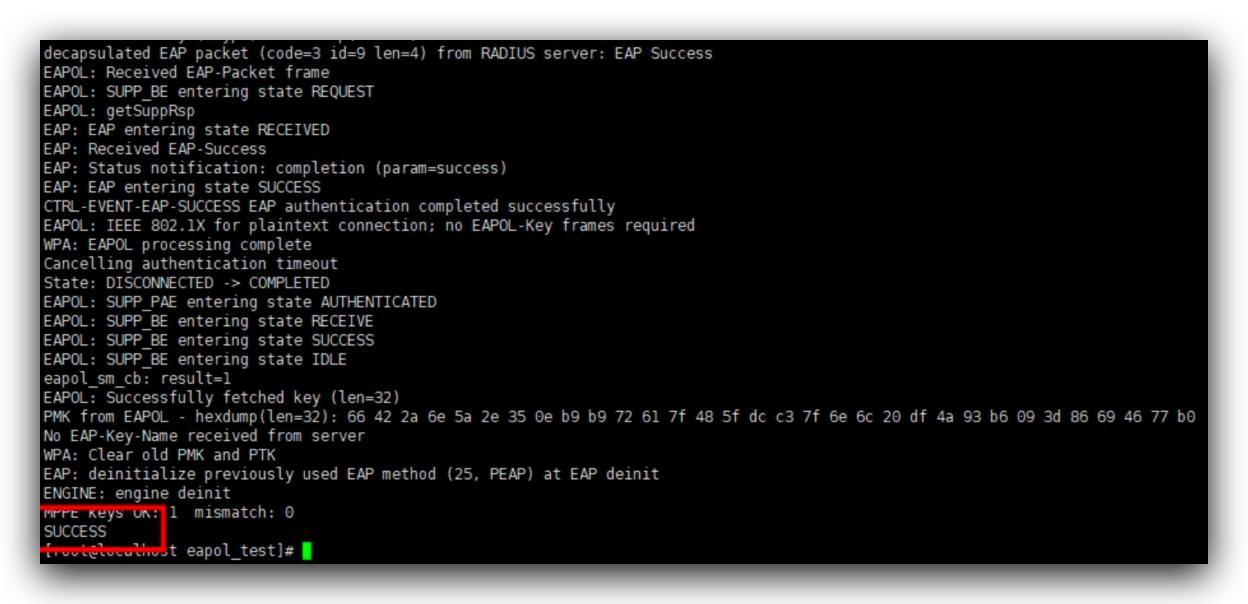 decapsulated EAP packet (code=3 id=9 len=4) from RADIUS server: EAP Success
EAPOL: Received EAP-Packet frame
EAPOL: SUPP_BE entering state REQUEST
EAPOL: getSuppRsp
EAP: EAP entering state RECEIVED
EAP: Received EAP-Success
EAP: Status notification: completion (param=success)
EAP: EAP entering state SUCCESS
CTRL-EVENT-EAP-SUCCESS EAP authentication completed successfully
EAPOL: IEEE 802.1X for plaintext connection; no EAPOL-Key frames required
WPA: EAPOL processing complete
Cancelling authentication timeout
State: DISCONNECTED -> COMPLETED
EAPOL: SUPP_PAE entering state AUTHENTICATED
EAPOL: SUPP_BE entering state RECEIVE
EAPOL: SUPP_BE entering state SUCCESS
EAPOL: SUPP_BE entering state IDLE
eapol_sm_cb: result=1
EAPOL: Successfully fetched key (len=32)
PMK from EAPOL - hexdump(len=32): 66 42 2a 6e 5a 2e 35 0e b9 b9 72 61 7f 48 5f dc c3 7f 6e 6c 20 df 4a 93 b6 09 3d 86 69 46 77 b0
No EAP-Key-Name received from server
WPA: Clear old PMK and PTK
EAP: deinitialize previously used EAP method (25, PEAP) at EAP deinit
ENGINE: engine deinit
MPPE keys OK: 1  mismatch: 0
SUCCESS
[root@localhost eapol_test]#